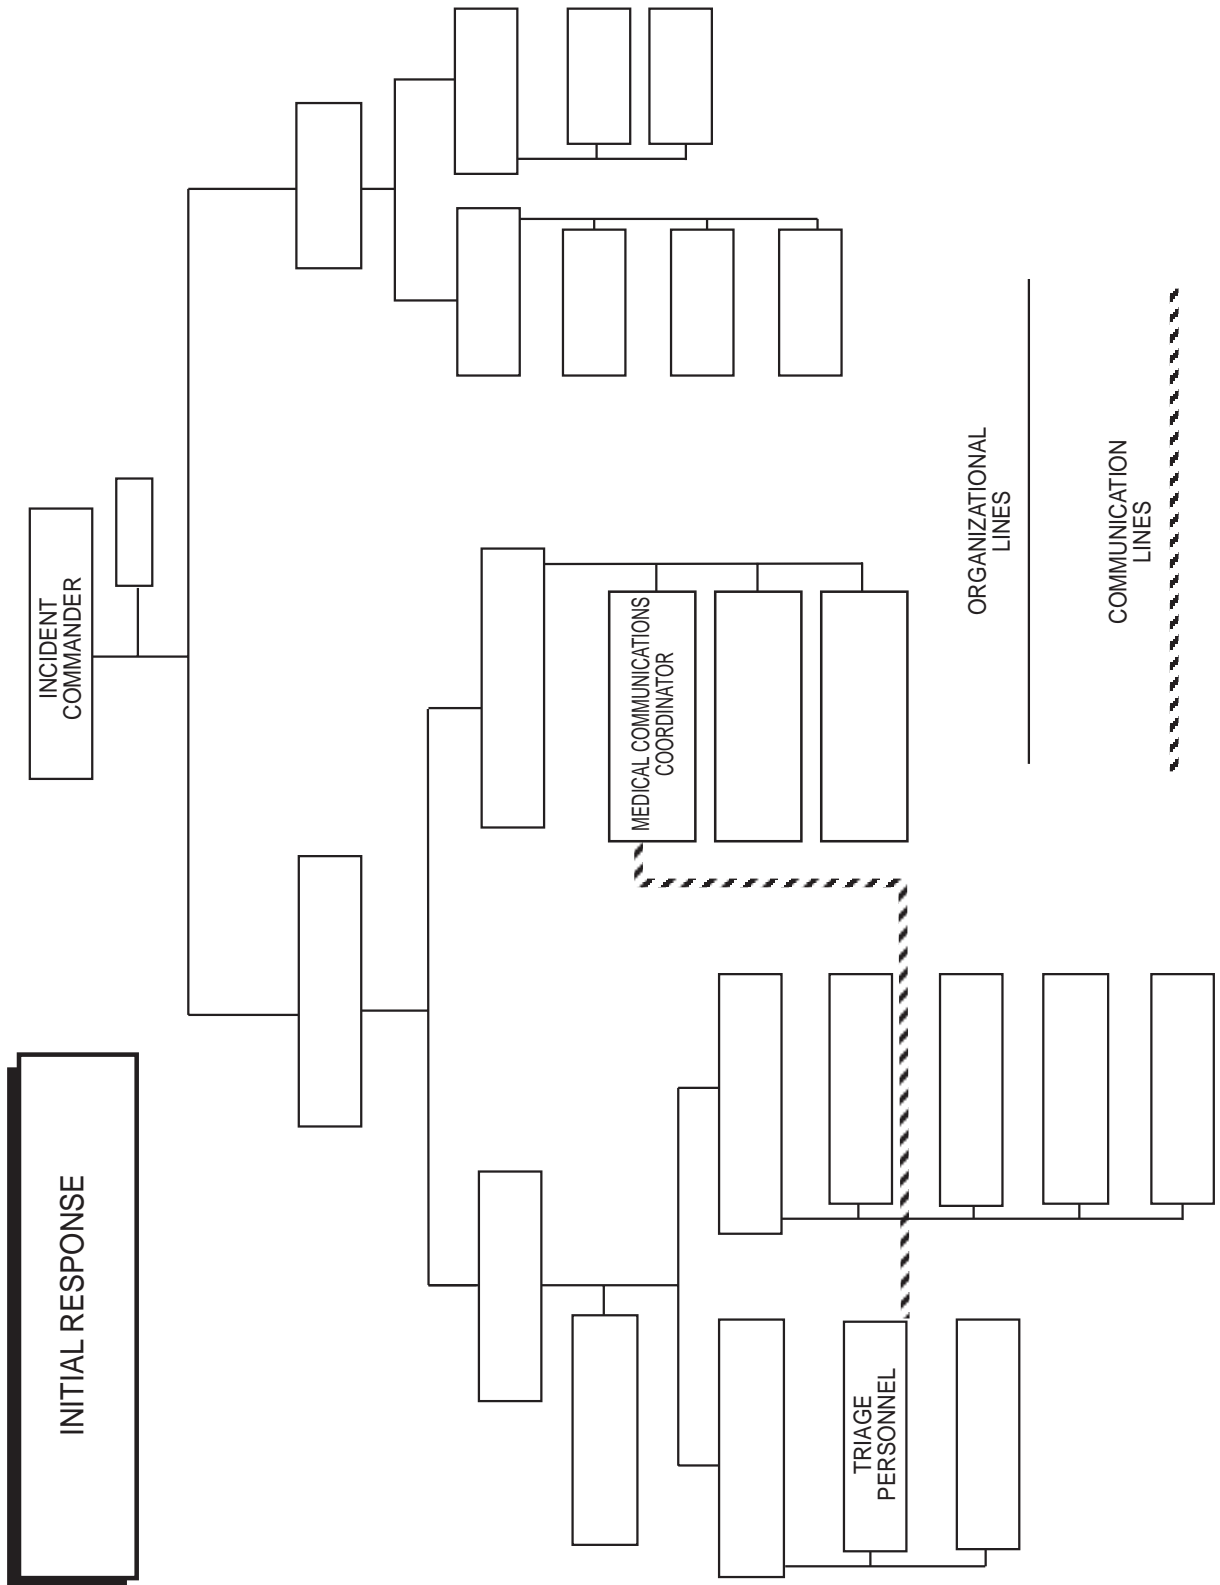 INITIAL RESPONSE
INCIDENT
COMMANDER
MEDICAL COMMUNICATIONS
COORDINATOR
TRIAGE
PERSONNEL
ORGANIZATIONAL
LINES
COMMUNICATION
LINES